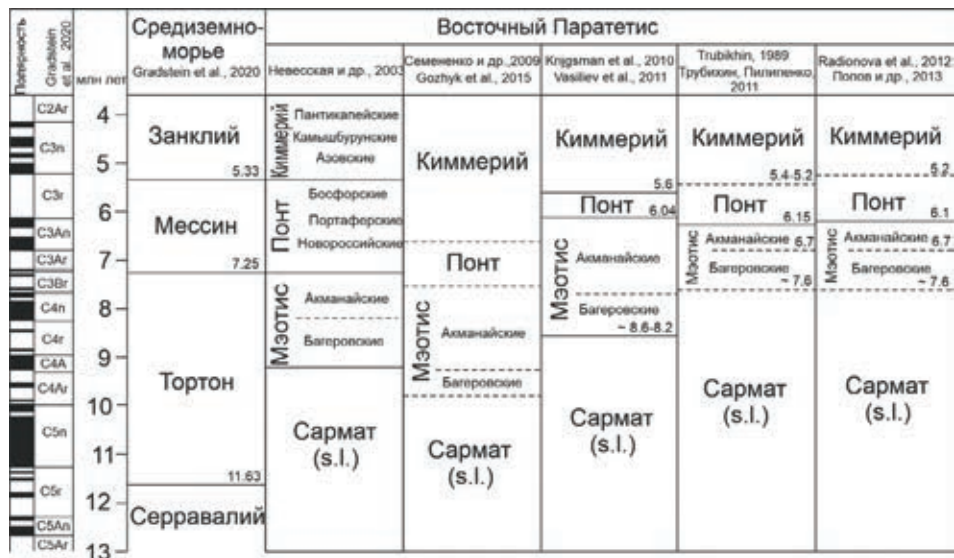 Полярность
Gradstein et al. 2020
млн лет
Средиземно-
морье
Gradstein et al., 2020
Восточный Паратетис
Невесская и др., 2003
Семененко и др.,2009
Gozhyk et al., 2015
Krijgsman et al., 2010
Vasiliev et al., 2011
Trubikhin, 1989
Трубихин, Пилипенко,
2011
Radionova et al., 2012;
Попов и др., 2013
C2Ar
C3n
C3r
C3An
C3Ar
C3Br
C4n
C4r
C4A
C4Ar
C5n
C5r
C5An
C5Ar
4
5
6
7
8
9
10
11
12
13
Занклий
5.33
Мессин
7.25
Тортон
11.63
Серравалий
Киммерий
Пантикапейские
Камышбурунские
Азовские
Понт
Босфорские
Портаферские
Новороссийские
Мэотис
Акманайские
Багеровские
Сармат
(s.l.)
Киммерий
Понт
Мэотис
Акманайские
Багеровские
Сармат
(s.l.)
Киммерий
5.6
Понт
6.04
Мэотис
Акманайские
Багеровские
~ 8.6-8.2
Сармат
(s.l.)
Киммерий
5.4-5.2
Понт
6.15
Мэотис
Акманайские 6.7
Багеровские
~ 7.6
Сармат
(s.l.)
Киммерий
5.2
Понт
6.1
Мэотис
Акманайские 6.7
Багеровские
~ 7.6
Сармат
(s.l.)